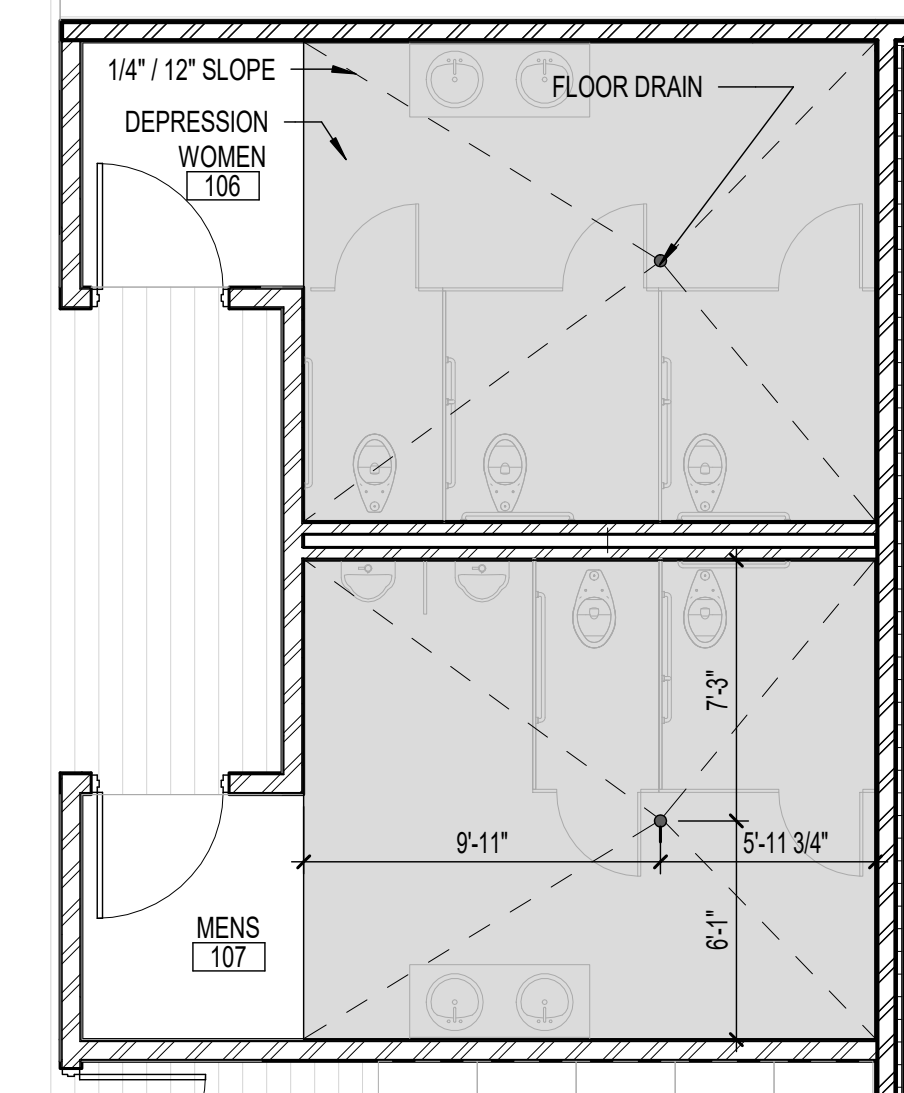 1/4" / 12" SLOPE
FLOOR DRAIN
DEPRESSION
WOMEN
106
7'-3"
9'-11"
5'-11 3/4"
6'-1"
MENS
107